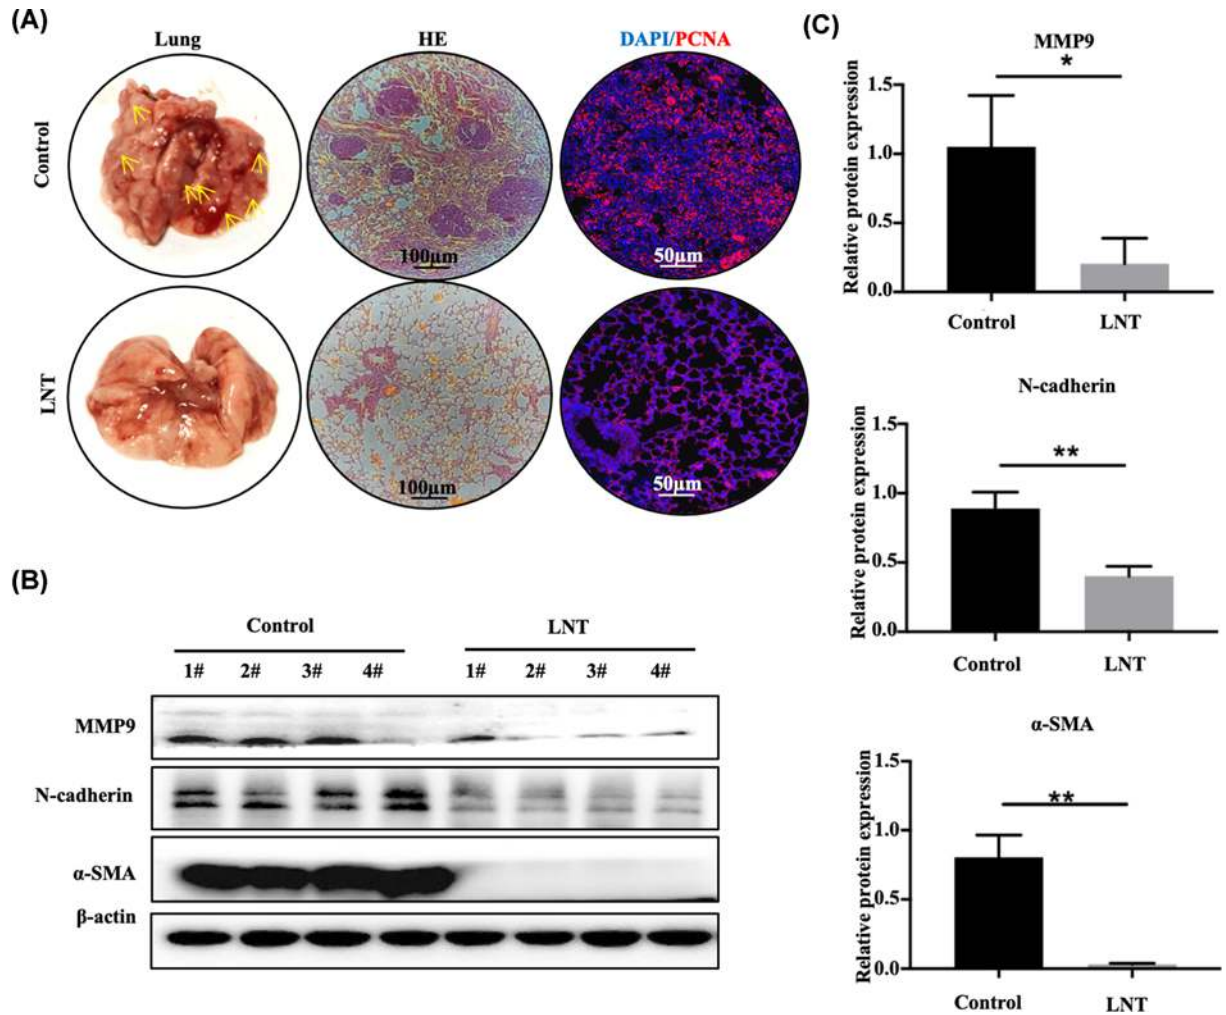 (A)
Lung
HE
DAPI/PCNA
Control
100µm
50µm
LNT
100µm
50µm
(B)
Control
LNT
1# 2# 3# 4# 1# 2# 3# 4#
MMP9
N-cadherin
α-SMA
β-actin
(C)
MMP9
*
Relative protein expression
1.5
1.0
0.5
0.0
Control LNT
N-cadherin
**
Relative protein expression
1.5
1.0
0.5
0.0
Control LNT
α-SMA
**
Relative protein expression
1.5
1.0
0.5
0.0
Control LNT